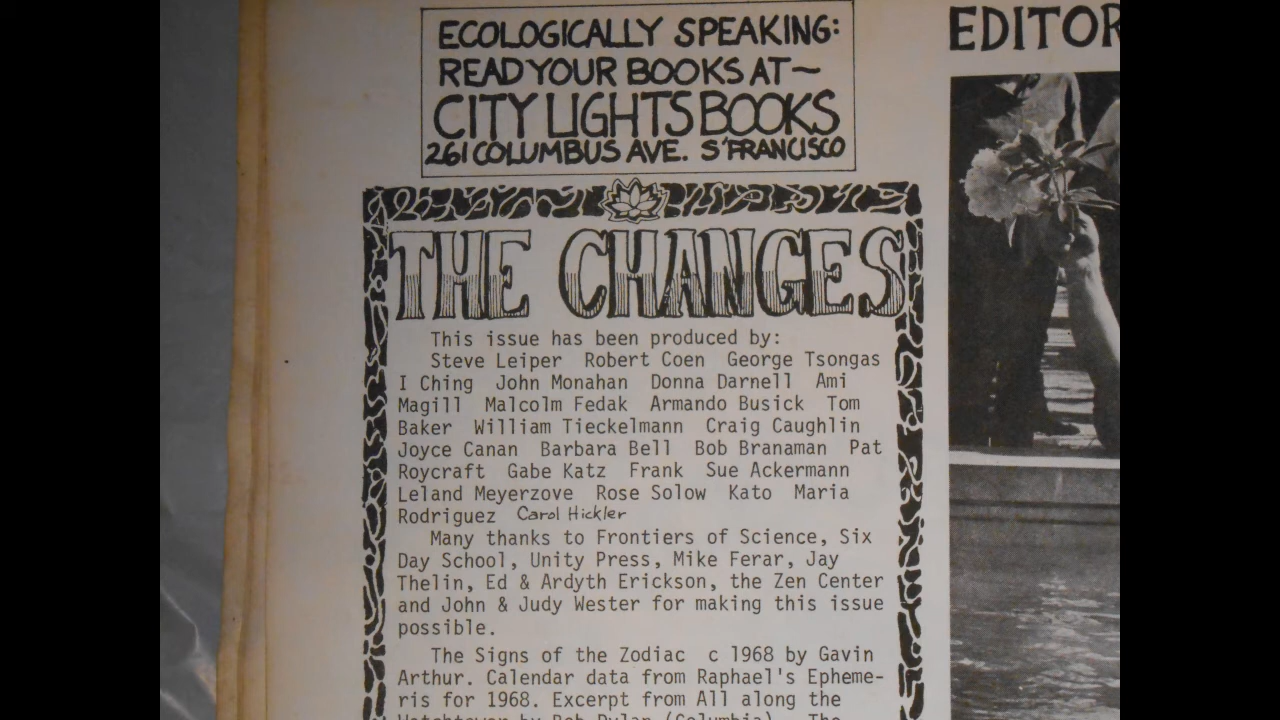 ECOLOGICALLY SPEAKING:
READ YOUR BOOKS AT~
CITY LIGHTS BOOKS
261 COLUMBUS AVE. S'FRANCISCO
THE CHANGES
This issue has been produced by:
Steve Leiper Robert Coen George Tsongas
I Ching John Monahan Donna Darnell Ami
Magill Malcolm Fedak Armando Busick Tom
Baker William Tieckelmann Craig Caughlin
Joyce Canan Barbara Bell Bob Branaman Pat
Roycraft Gabe Katz Frank Sue Ackermann
Leland Meyerzove Rose Solow Kato Maria
Rodriguez Carol Hickler
Many thanks to Frontiers of Science, Six
Day School, Unity Press, Mike Ferar, Jay
Thelin, Ed & Ardyth Erickson, the Zen Center
and John & Judy Wester for making this issue
possible.
The Signs of the Zodiac c 1968 by Gavin
Arthur. Calendar data from Raphael's Epheme-
ris for 1968. Excerpt from All along the
Watchtower by Bob Dylan (Columbia). The
EDITOR